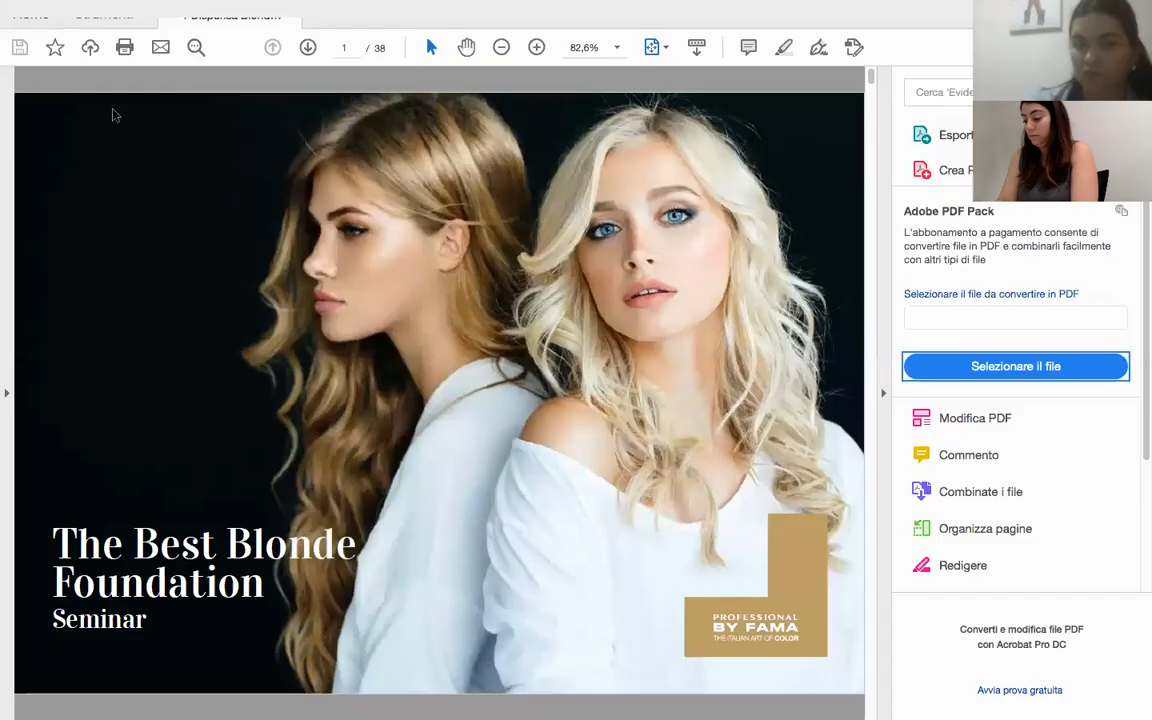 1 / 38
82,6%
Cerca 'Evide
Esport
Crea P
Adobe PDF Pack
L'abbonamento a pagamento consente di
convertire file in PDF e combinarli facilmente
con altri tipi di file
Selezionare il file da convertire in PDF
Selezionare il file
Modifica PDF
Commento
Combinate i file
Organizza pagine
Redigere
Converti e modifica file PDF
con Acrobat Pro DC
Avvia prova gratuita
The Best Blonde
Foundation
Seminar
PROFESSIONAL
BY FAMA
THE ITALIAN ART OF COLOR